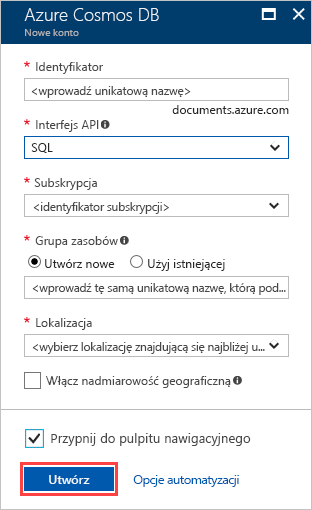 Azure Cosmos DB
Nowe konto
* Identyfikator
<wprowadź unikatową nazwę>
documents.azure.com
* Interfejs API
SQL
* Subskrypcja
<identyfikator subskrypcji>
* Grupa zasobów
Utwórz nowe Użyj istniejącej
<wprowadź tę samą unikatową nazwę, którą pod...
* Lokalizacja
<wybierz lokalizację znajdującą się najbliżej u...
Włącz nadmiarowość geograficzną
Przypnij do pulpitu nawigacyjnego
Utwórz Opcje automatyzacji